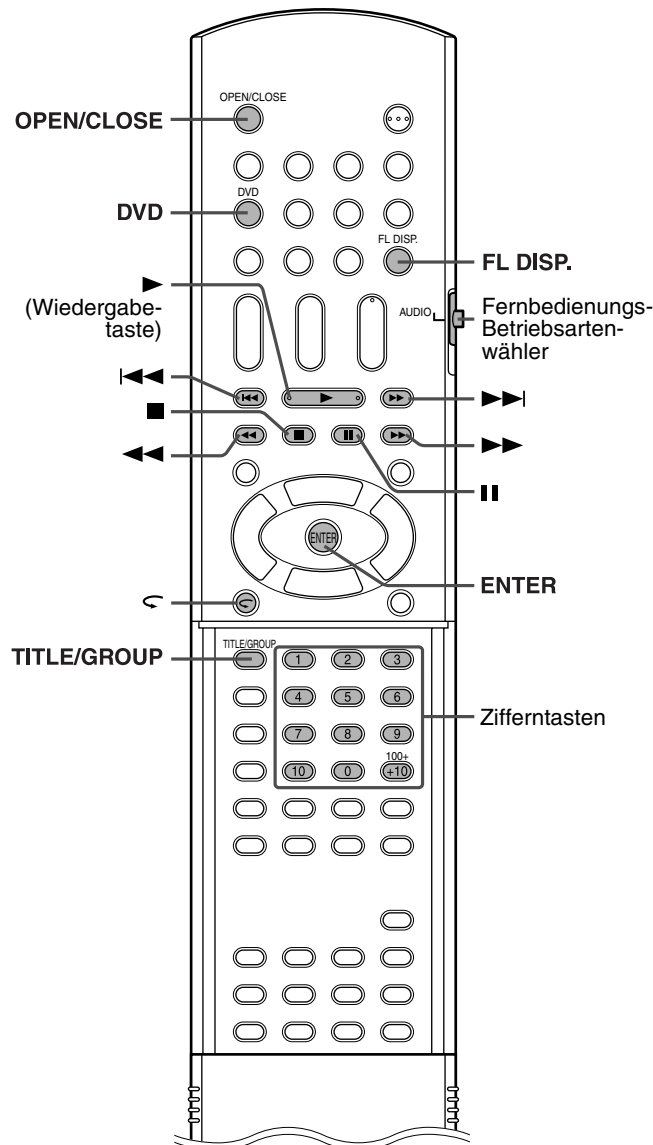 OPEN/CLOSE
OPEN/CLOSE
DVD
DVD
FL DISP.
FL DISP.
►
(Wiedergabe-
taste)
AUDIO
Fernbedienungs-
Betriebsarten-
wähler
ENTER
ENTER
TITLE/GROUP
TITLE/GROUP
1 2 3
4 5 6
Zifferntasten
7 8 9
100+
10 0 +10